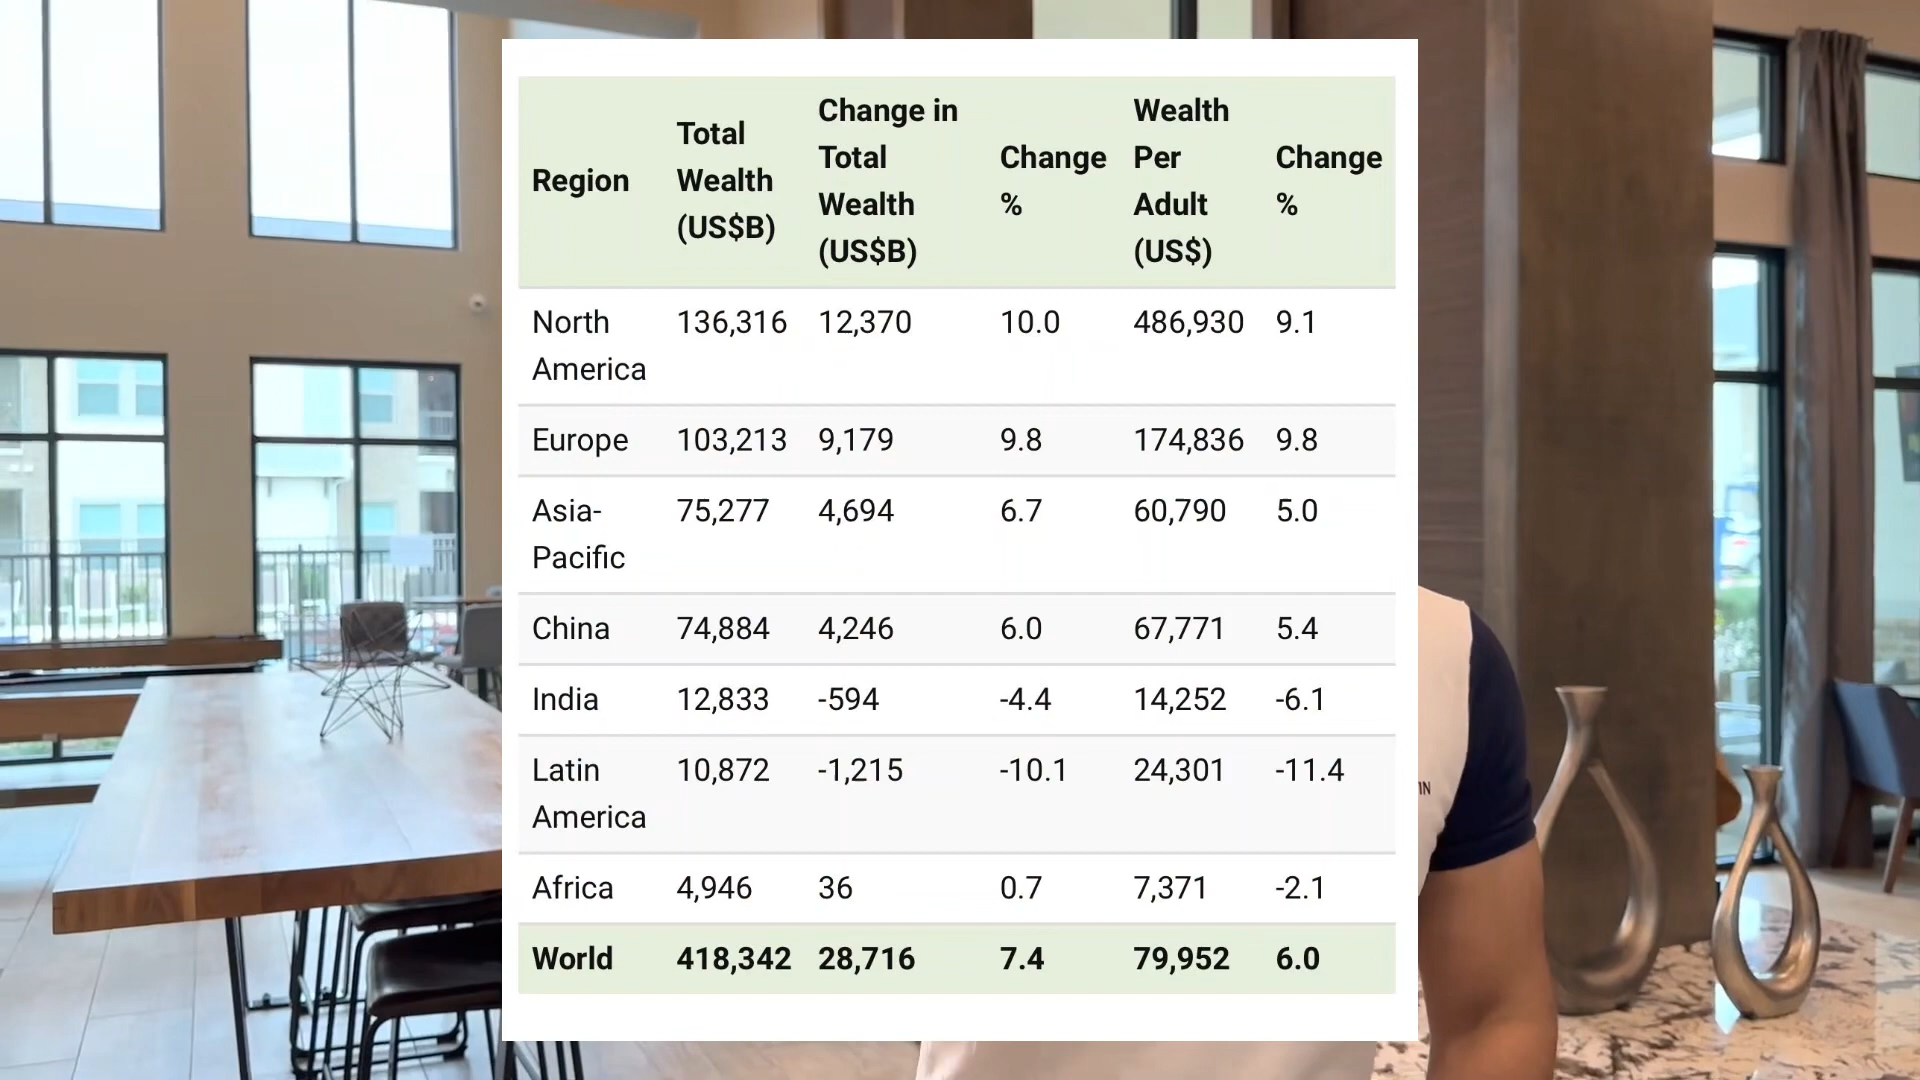 Region Total Wealth (US$B) Change in Total Wealth (US$B) Change % Wealth Per Adult (US$) Change %
North America 136,316 12,370 10.0 486,930 9.1
Europe 103,213 9,179 9.8 174,836 9.8
Asia-Pacific 75,277 4,694 6.7 60,790 5.0
China 74,884 4,246 6.0 67,771 5.4
India 12,833 -594 -4.4 14,252 -6.1
Latin America 10,872 -1,215 -10.1 24,301 -11.4
Africa 4,946 36 0.7 7,371 -2.1
World 418,342 28,716 7.4 79,952 6.0